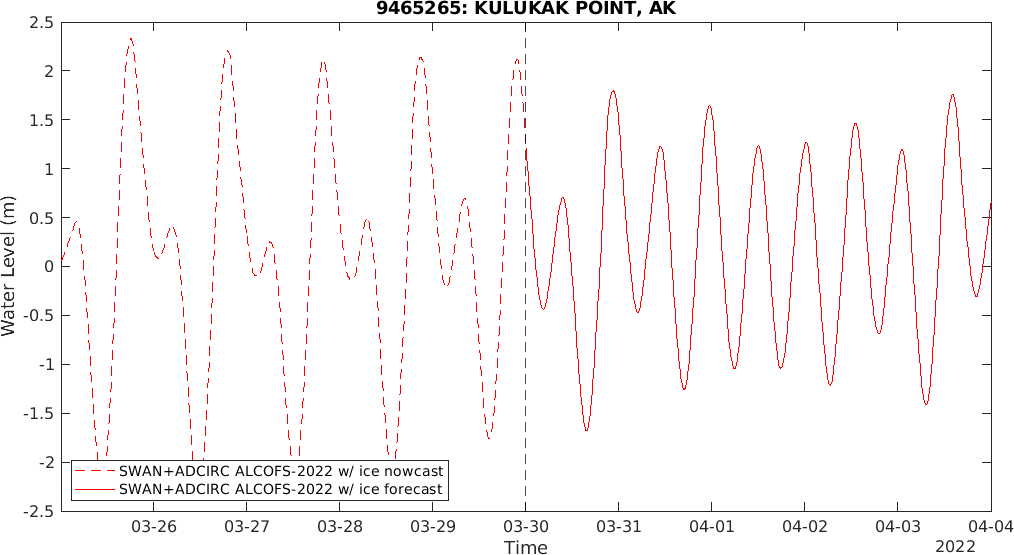 9465265: KULUKAK POINT, AK
2.5
2
1.5
1
0.5
0
-0.5
-1
-1.5
-2
-2.5
Water Level (m)
SWAN+ADCIRC ALCOFS-2022 w/ ice nowcast
SWAN+ADCIRC ALCOFS-2022 w/ ice forecast
03-26 03-27 03-28 03-29 03-30 03-31 04-01 04-02 04-03 04-04
Time
2022